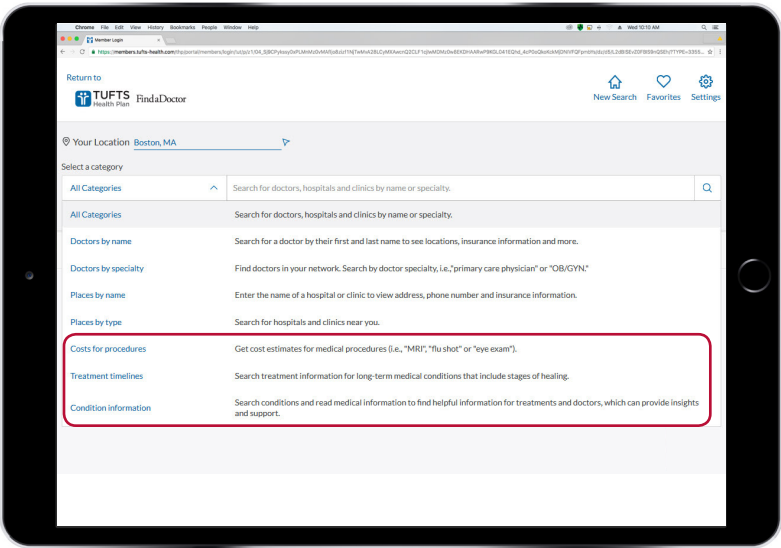 Chrome File Edit View History Bookmarks People Window Help Wed 10:10 AM
Member Login
https://members.tufts-health.com
Return to
TUFTS
Health Plan
FindaDoctor
New Search Favorites Settings
Your Location Boston, MA
Select a category
All Categories Search for doctors, hospitals and clinics by name or specialty.
All Categories Search for doctors, hospitals and clinics by name or specialty.
Doctors by name Search for a doctor by their first and last name to see locations, insurance information and more.
Doctors by specialty Find doctors in your network. Search by doctor specialty, i.e.,"primary care physician" or "OB/GYN."
Places by name Enter the name of a hospital or clinic to view address, phone number and insurance information.
Places by type Search for hospitals and clinics near you.
Costs for procedures Get cost estimates for medical procedures (i.e., "MRI", "flu shot" or "eye exam").
Treatment timelines Search treatment information for long-term medical conditions that include stages of healing.
Condition information Search conditions and read medical information to find helpful information for treatments and doctors, which can provide insights
and support.